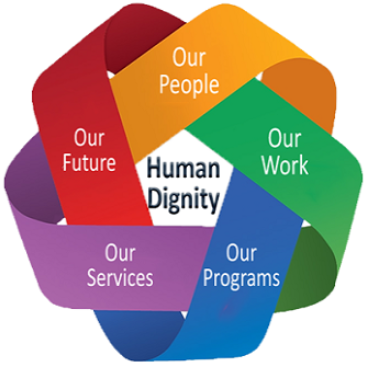 Our
People
Our
Future
Our
Work
Human
Dignity
Our
Services
Our
Programs